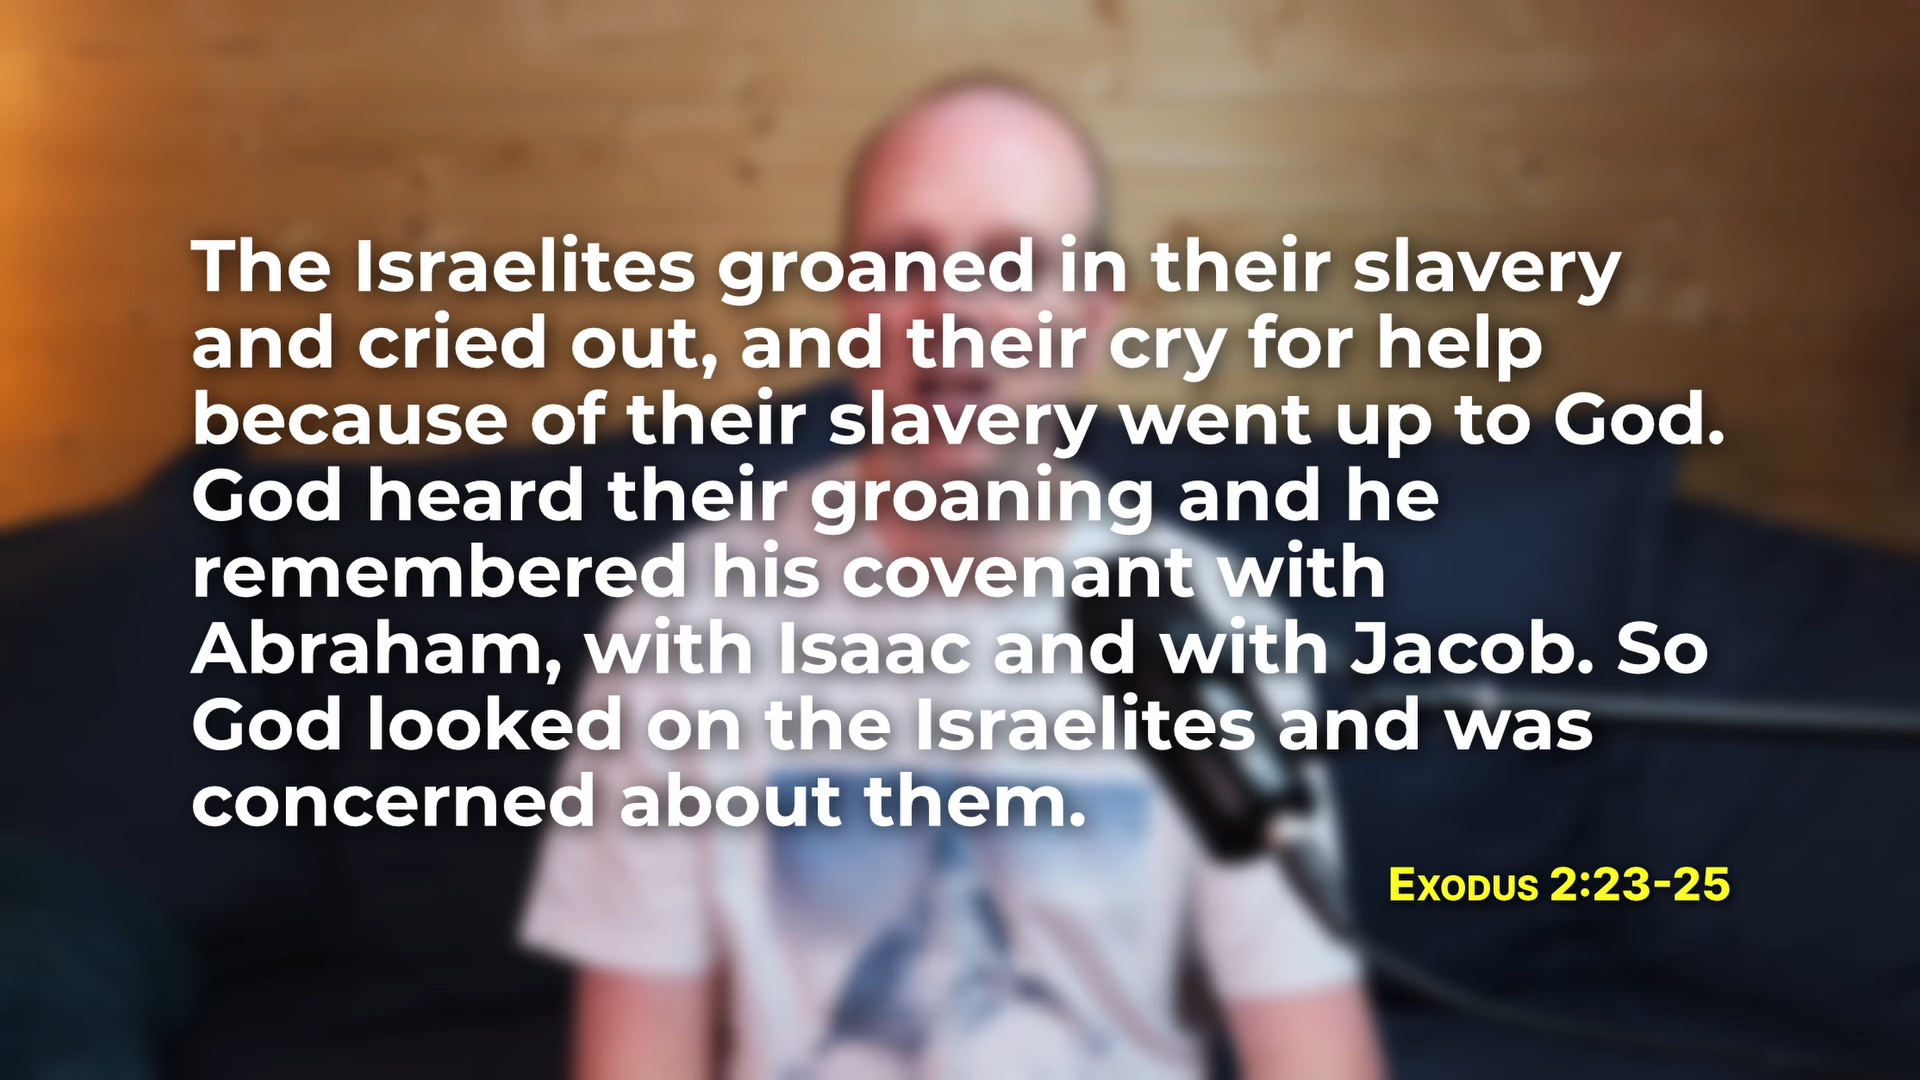 The Israelites groaned in their slavery
and cried out, and their cry for help
because of their slavery went up to God.
God heard their groaning and he
remembered his covenant with
Abraham, with Isaac and with Jacob. So
God looked on the Israelites and was
concerned about them.
Exodus 2:23-25